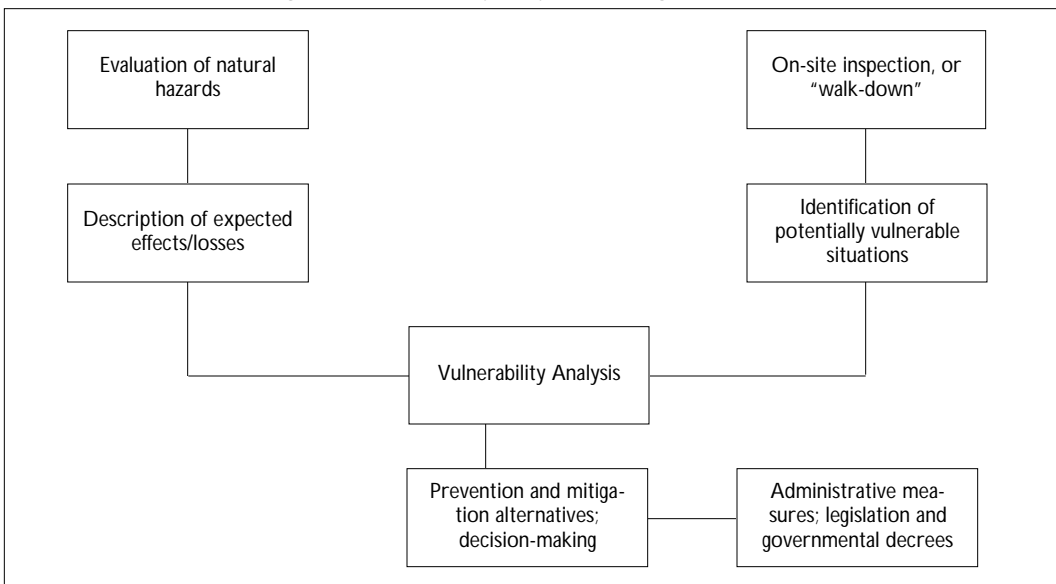 Evaluation of natural
hazards
On-site inspection, or
“walk-down”
Description of expected
effects/losses
Identification of
potentially vulnerable
situations
Vulnerability Analysis
Prevention and mitiga-
tion alternatives;
decision-making
Administrative mea-
sures; legislation and
governmental decrees